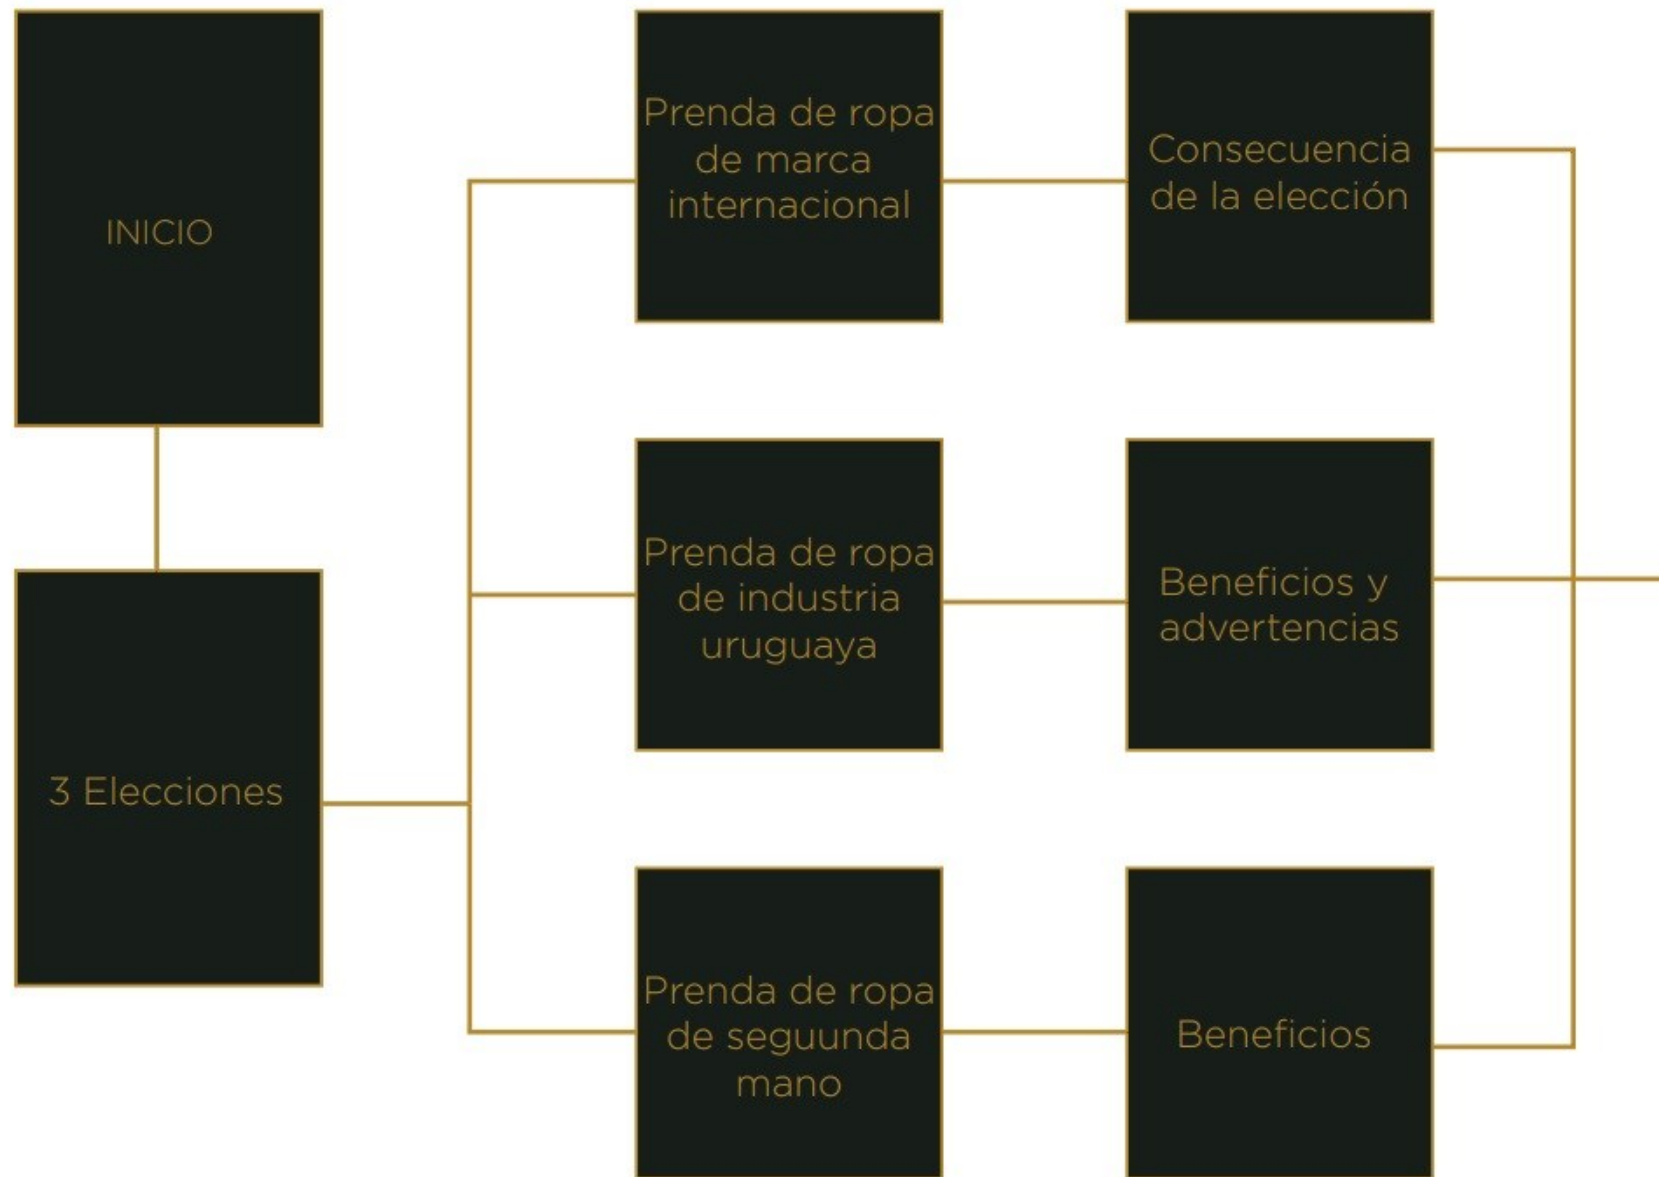 INICIO
3 Elecciones
Prenda de ropa
de marca
internacional
Consecuencia
de la elección
Prenda de ropa
de industria
uruguaya
Beneficios y
advertencias
Prenda de ropa
de seguunda
mano
Beneficios